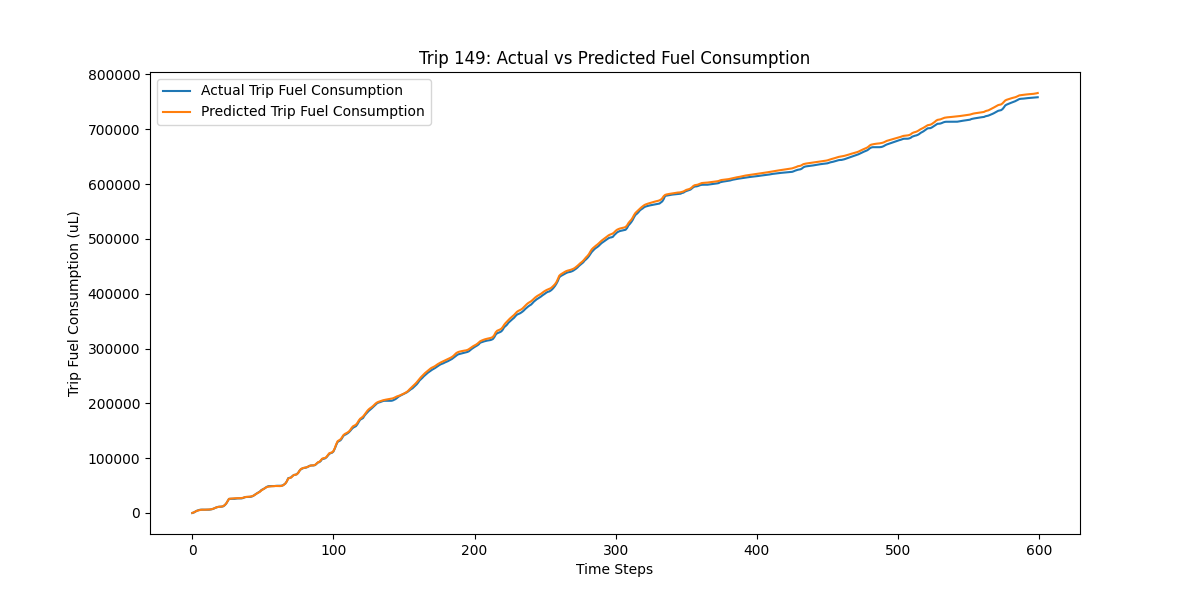 Trip 149: Actual vs Predicted Fuel Consumption
Actual Trip Fuel Consumption
Predicted Trip Fuel Consumption
Trip Fuel Consumption (uL)
800000
700000
600000
500000
400000
300000
200000
100000
0
0 100 200 300 400 500 600
Time Steps